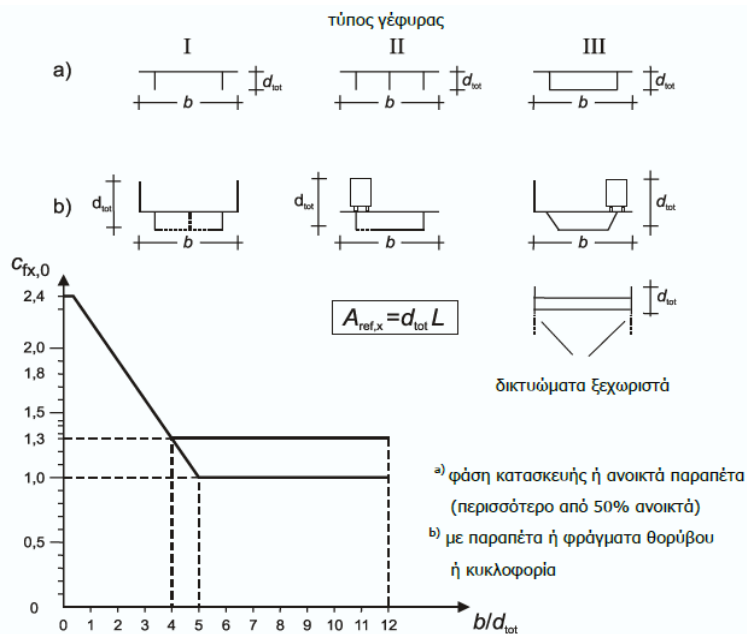 τύπος γέφυρας
I II III
a) d_tot d_tot d_tot
b b b
b) d_tot d_tot d_tot
b b b
c_fx,0
d_tot
A_ref,x = d_tot L
δικτυώματα ξεχωριστά
2,4
2,0
1,8
1,5
1,3
1,0
0,5
0
a) φάση κατασκευής ή ανοικτά παραπέτα
(περισσότερο από 50% ανοικτά)
b) με παραπέτα ή φράγματα θορύβου
ή κυκλοφορία
0 1 2 3 4 5 6 7 8 9 10 11 12 b/d_tot